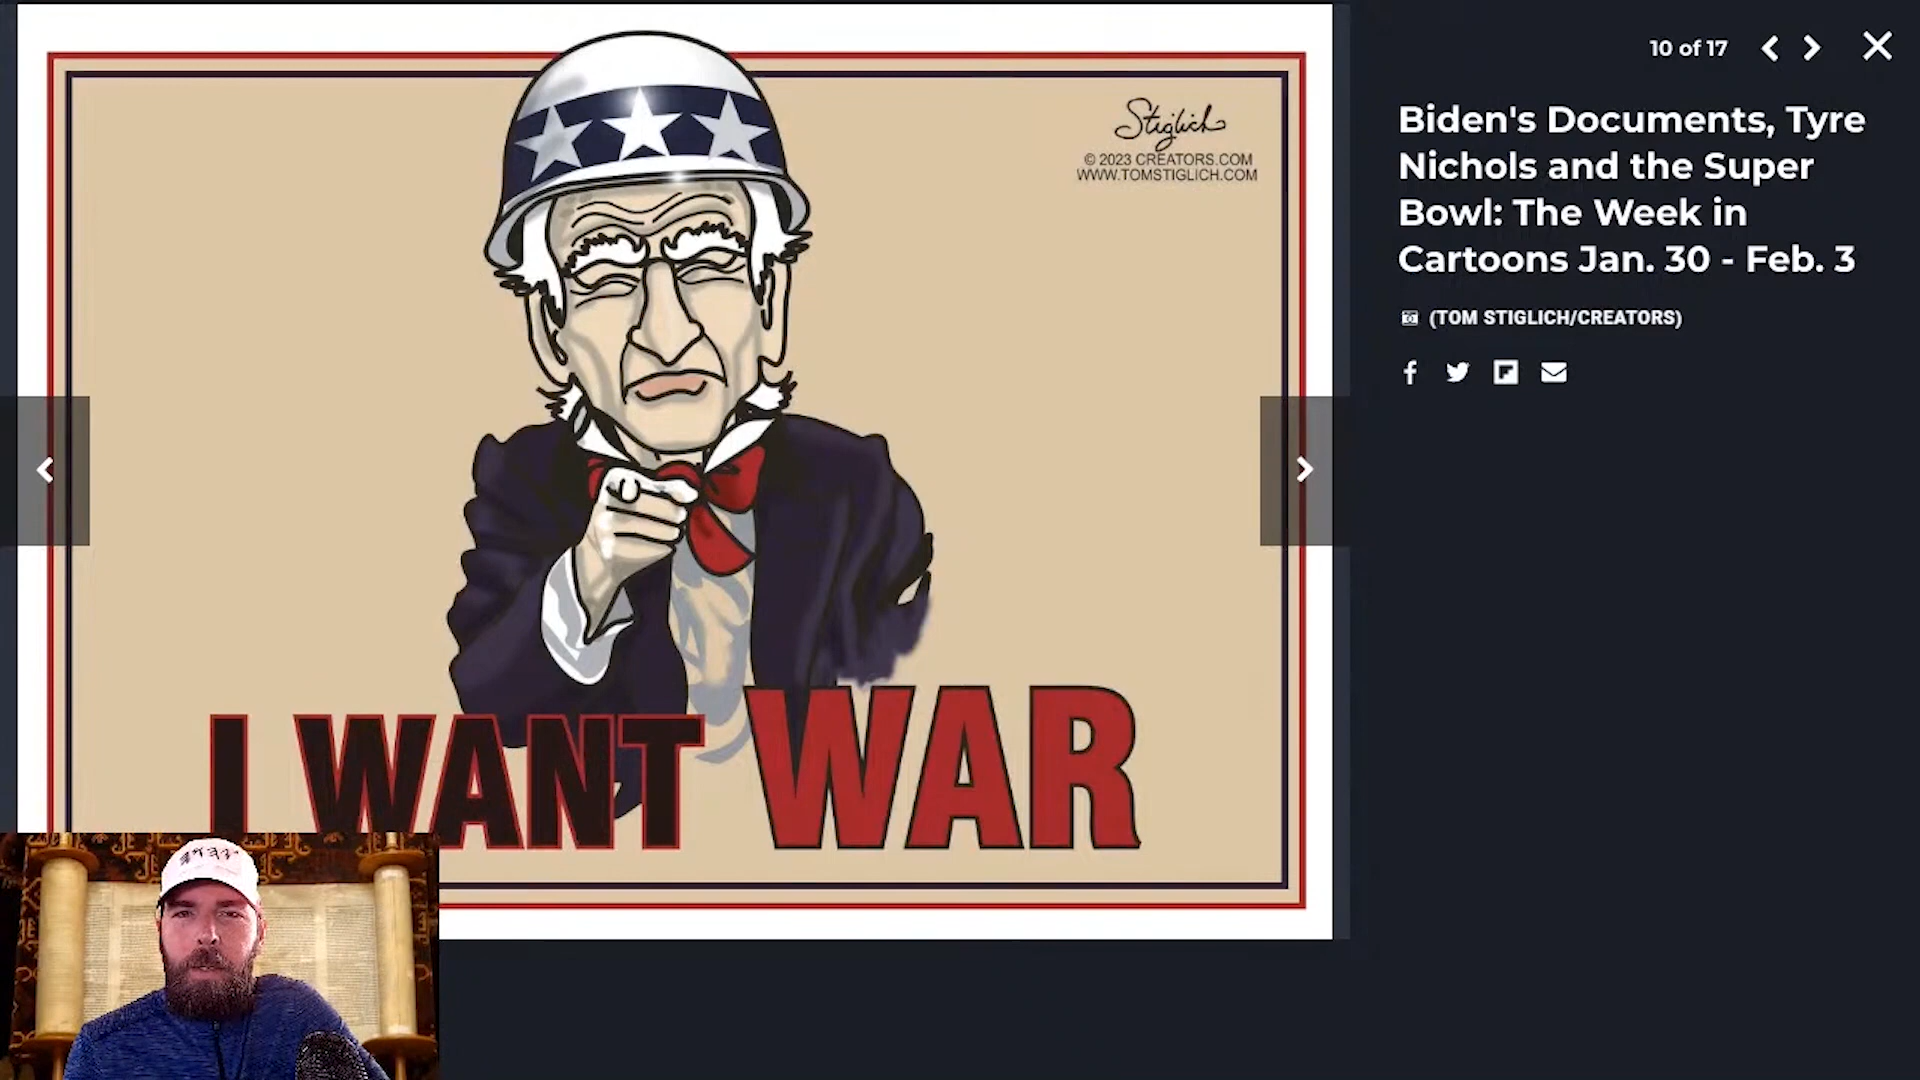 Stiglich
© 2023 CREATORS.COM
WWW.TOMSTIGLICH.COM
I WANT WAR
10 of 17
Biden's Documents, Tyre
Nichols and the Super
Bowl: The Week in
Cartoons Jan. 30 - Feb. 3
(TOM STIGLICH/CREATORS)